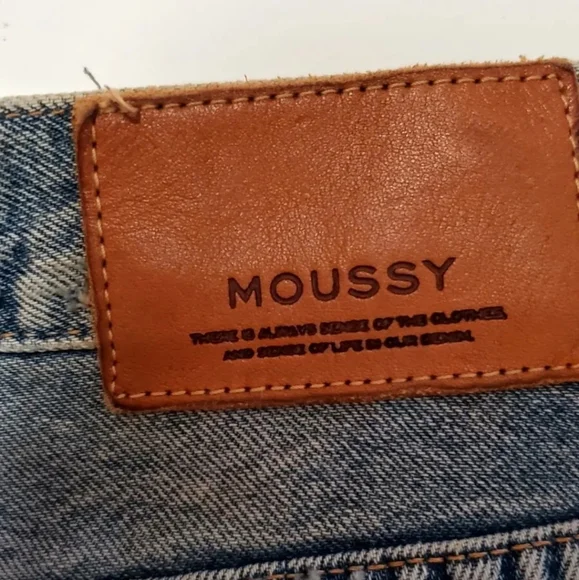 MOUSSY
THERE IS ALWAYS SENSE OF THE CLOTHES,
AND SENSE OF LIFE IN OUR DENIM.